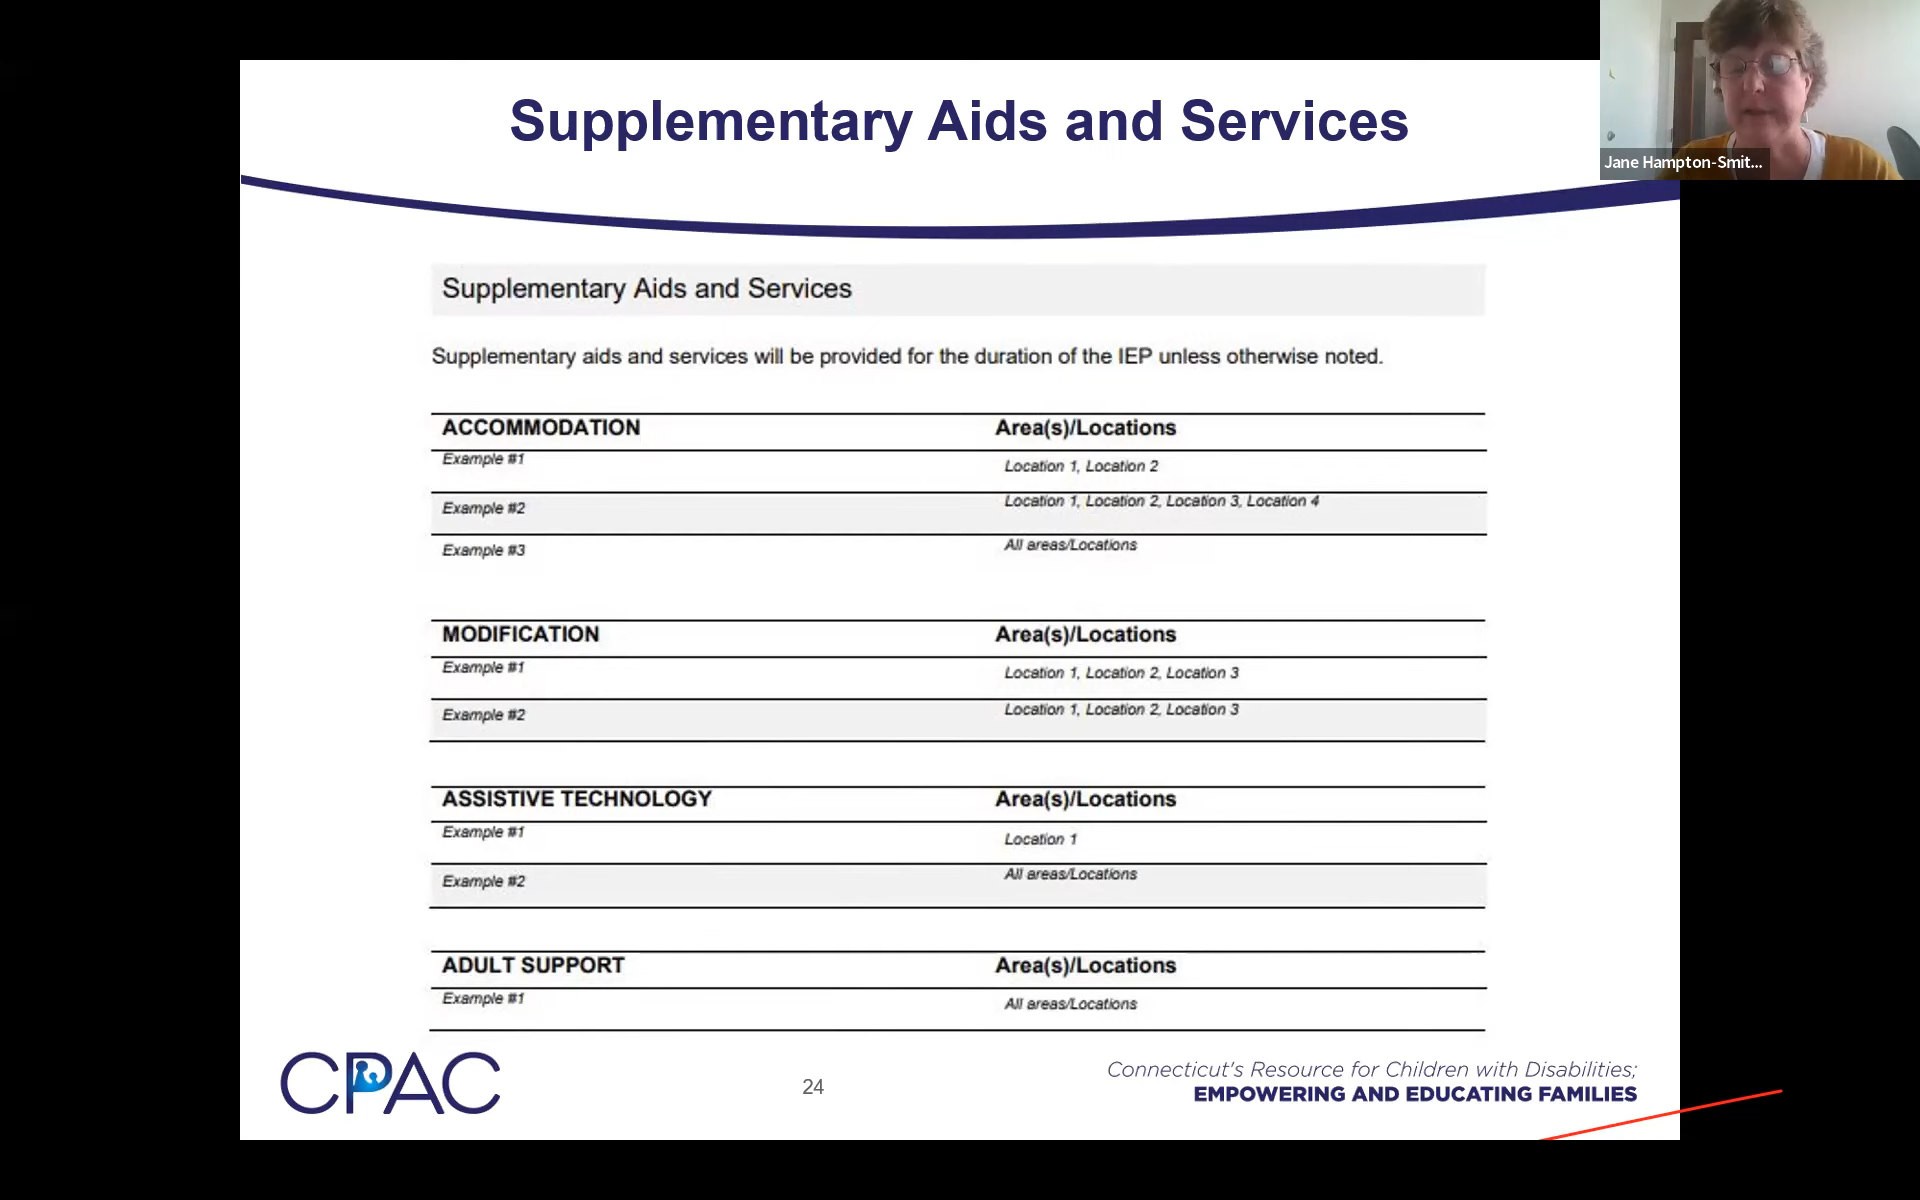 Supplementary Aids and Services
Jane Hampton-Smit...
Supplementary Aids and Services
Supplementary aids and services will be provided for the duration of the IEP unless otherwise noted.
ACCOMMODATION Area(s)/Locations
Example #1 Location 1, Location 2
Example #2 Location 1, Location 2, Location 3, Location 4
Example #3 All areas/Locations
MODIFICATION Area(s)/Locations
Example #1 Location 1, Location 2, Location 3
Example #2 Location 1, Location 2, Location 3
ASSISTIVE TECHNOLOGY Area(s)/Locations
Example #1 Location 1
Example #2 All areas/Locations
ADULT SUPPORT Area(s)/Locations
Example #1 All areas/Locations
CPAC
24
Connecticut's Resource for Children with Disabilities;
EMPOWERING AND EDUCATING FAMILIES